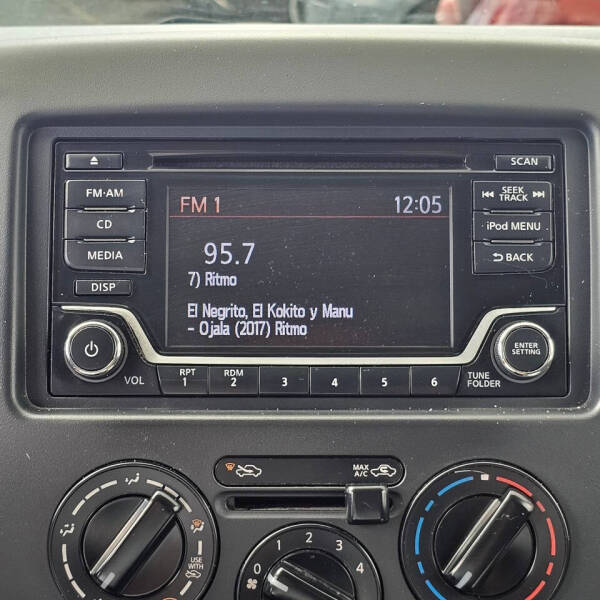 SCAN
FM·AM
CD
MEDIA
DISP
FM 1 12:05
95.7
7) Ritmo
El Negrito, El Kokito y Manu
- Ojala (2017) Ritmo
SEEK
TRACK
iPod MENU
BACK
VOL
RPT
1
RDM
2
3
4
5
6
TUNE
FOLDER
ENTER
SETTING
MAX
A/C
USE
WITH
0 1 2 3 4